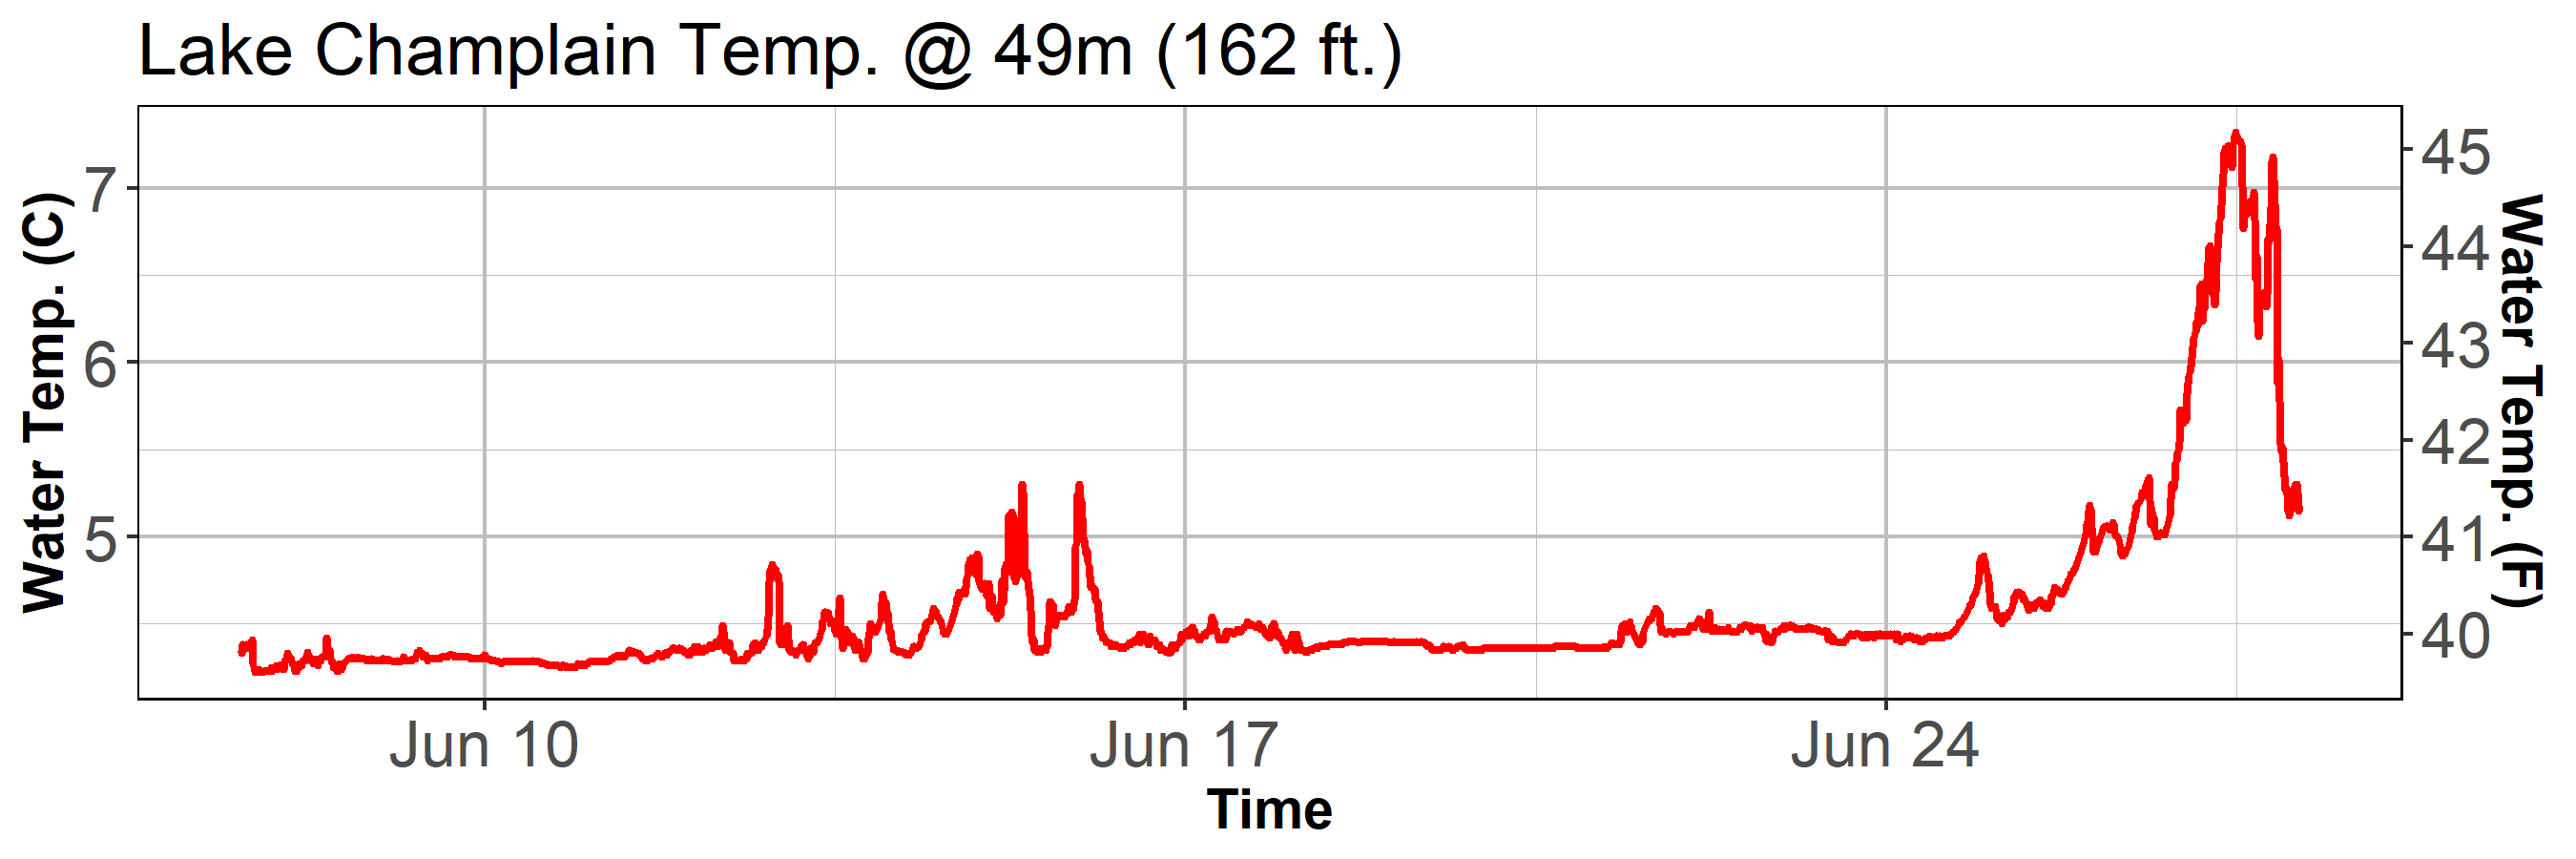 Lake Champlain Temp. @ 49m (162 ft.)
Water Temp. (C)
7
6
5
45
44
43
42
41
40
Water Temp. (F)
Jun 10
Jun 17
Jun 24
Time